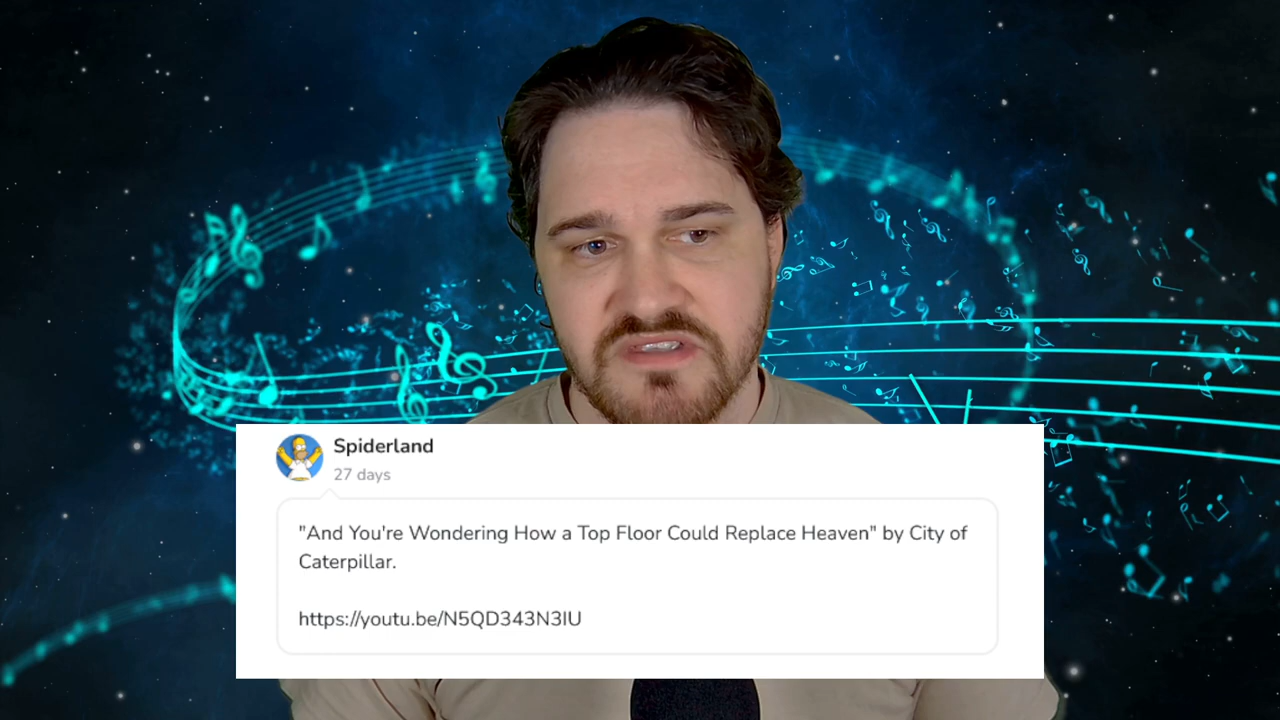 Spiderland
27 days
"And You're Wondering How a Top Floor Could Replace Heaven" by City of
Caterpillar.
https://youtu.be/N5QD343N3IU